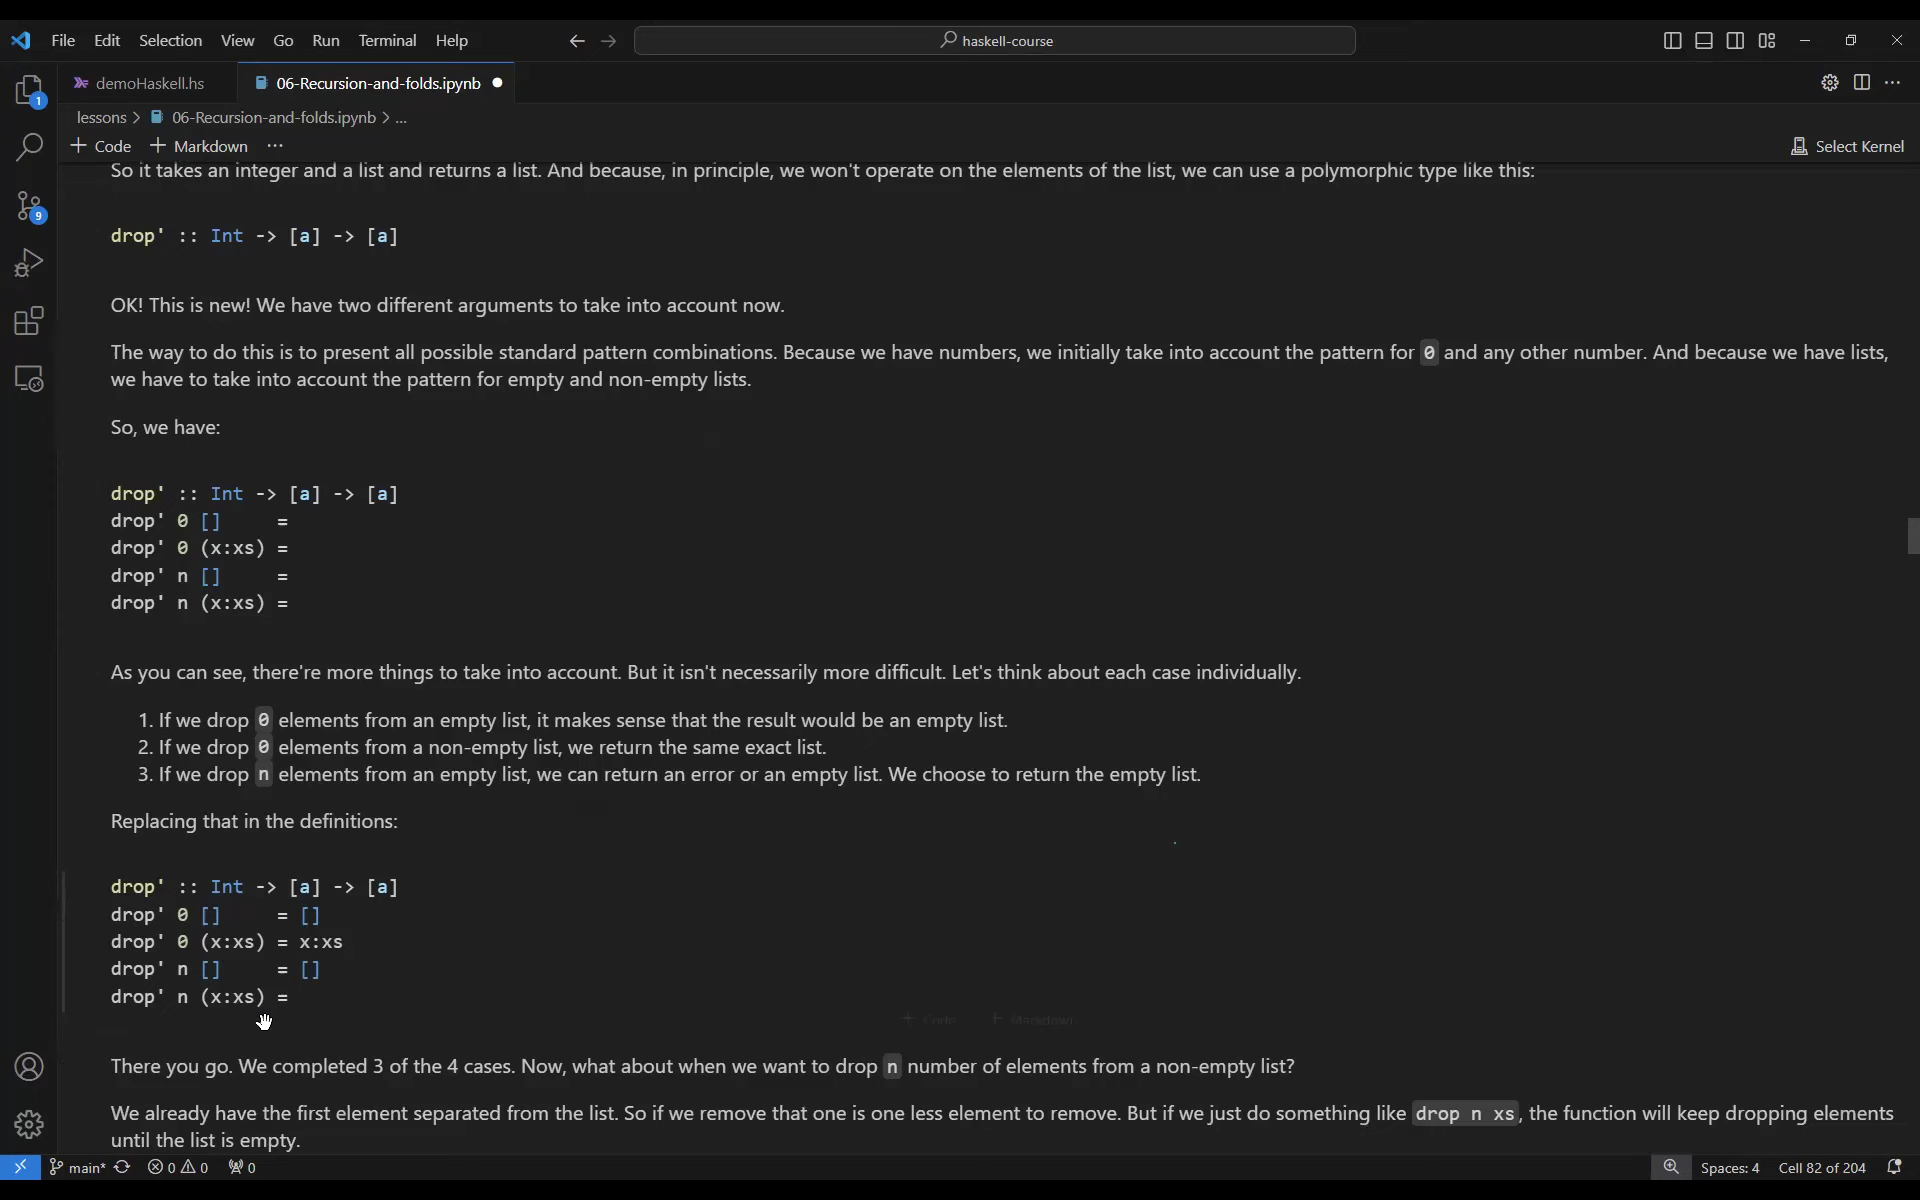 File Edit Selection View Go Run Terminal Help haskell-course
demoHaskell.hs 06-Recursion-and-folds.ipynb
lessons > 06-Recursion-and-folds.ipynb > ...
+ Code + Markdown ... Select Kernel
So it takes an integer and a list and returns a list. And because, in principle, we won't operate on the elements of the list, we can use a polymorphic type like this:
drop' :: Int -> [a] -> [a]
OK! This is new! We have two different arguments to take into account now.
The way to do this is to present all possible standard pattern combinations. Because we have numbers, we initially take into account the pattern for 0 and any other number. And because we have lists,
we have to take into account the pattern for empty and non-empty lists.
So, we have:
drop' :: Int -> [a] -> [a]
drop' 0 []     =
drop' 0 (x:xs) =
drop' n []     =
drop' n (x:xs) =
As you can see, there're more things to take into account. But it isn't necessarily more difficult. Let's think about each case individually.
1. If we drop 0 elements from an empty list, it makes sense that the result would be an empty list.
2. If we drop 0 elements from a non-empty list, we return the same exact list.
3. If we drop n elements from an empty list, we can return an error or an empty list. We choose to return the empty list.
Replacing that in the definitions:
drop' :: Int -> [a] -> [a]
drop' 0 []     = []
drop' 0 (x:xs) = x:xs
drop' n []     = []
drop' n (x:xs) =
+ Code + Markdown
There you go. We completed 3 of the 4 cases. Now, what about when we want to drop n number of elements from a non-empty list?
We already have the first element separated from the list. So if we remove that one is one less element to remove. But if we just do something like drop n xs, the function will keep dropping elements
until the list is empty.
1
9
main* 0 0 0 Spaces: 4 Cell 82 of 204